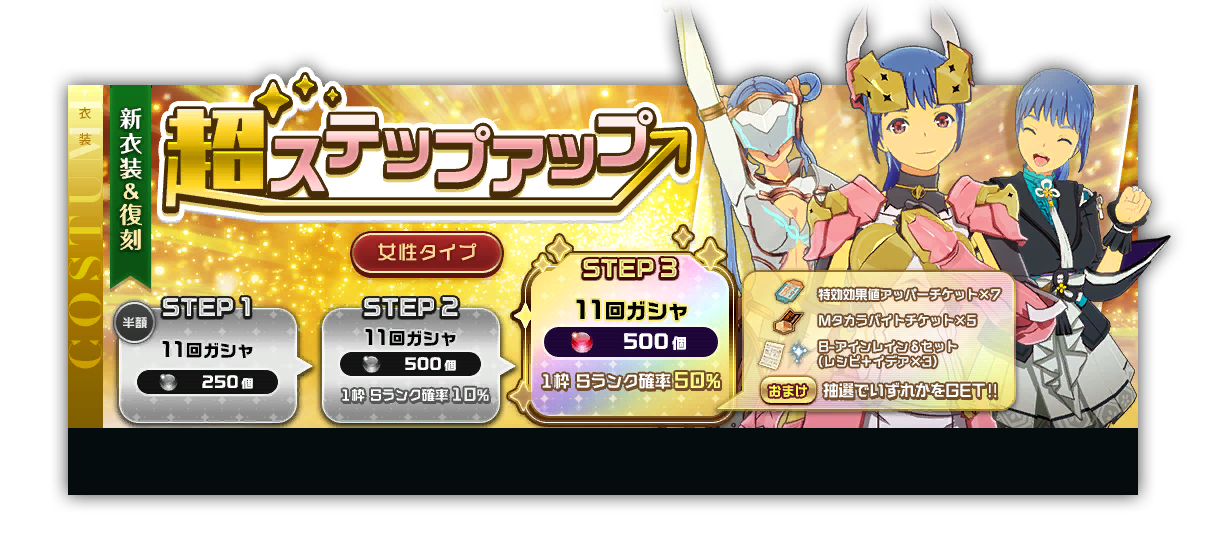 衣装
COSTU
新衣装&復刻
超ステップアップ
女性タイプ
半額
STEP 1
11回ガシャ
250個
STEP 2
11回ガシャ
500個
1枠 Sランク確率10%
STEP 3
11回ガシャ
500個
1枠 Sランク確率50%
特効効果値アッパーチケット×7
Mタカラバイトチケット×5
B-アインレイン&セット
(レシピ+イデア×3)
おまけ 抽選でいずれかをGET!!